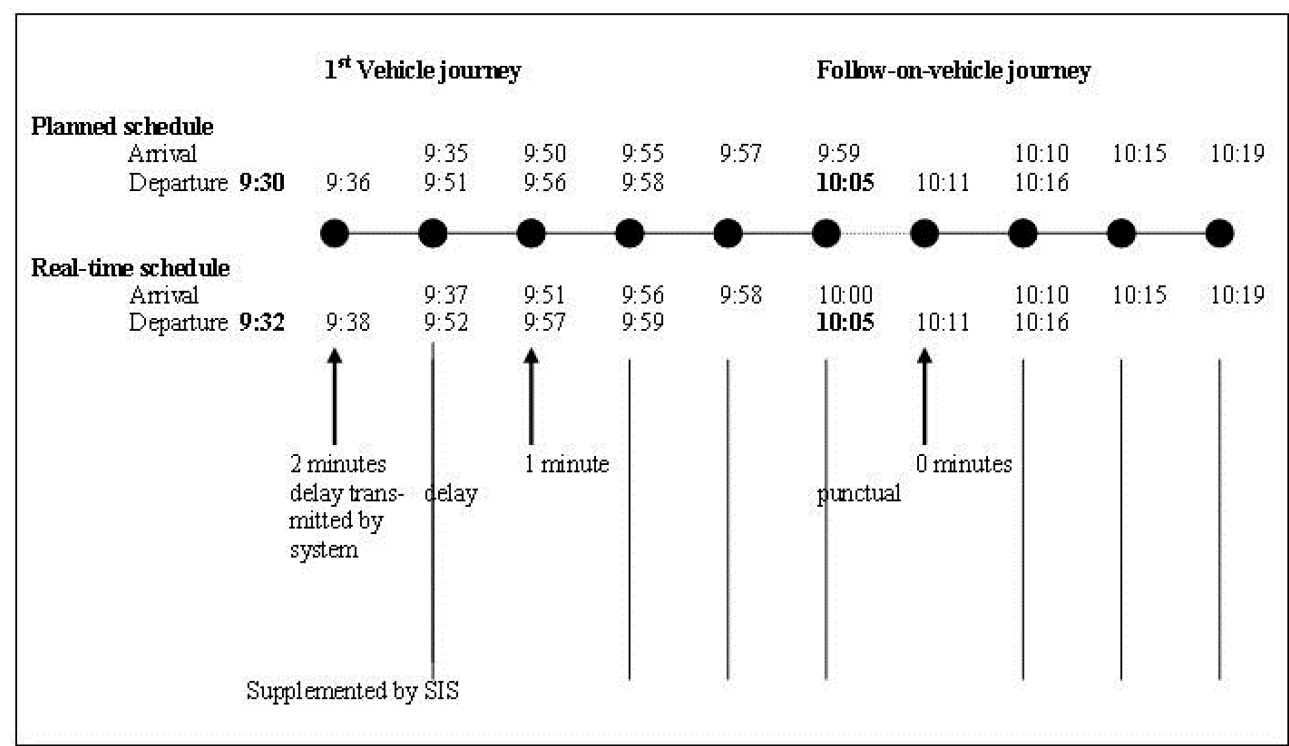 1st Vehicle journey Follow-on-vehicle journey
Planned schedule
Arrival 9:35 9:50 9:55 9:57 9:59 10:10 10:15 10:19
Departure 9:30 9:36 9:51 9:56 9:58 10:05 10:11 10:16
Real-time schedule
Arrival 9:37 9:51 9:56 9:58 10:00 10:10 10:15 10:19
Departure 9:32 9:38 9:52 9:57 9:59 10:05 10:11 10:16
2 minutes 1 minute 0 minutes
delay trans- delay punctual
mitted by
system
Supplemented by SIS